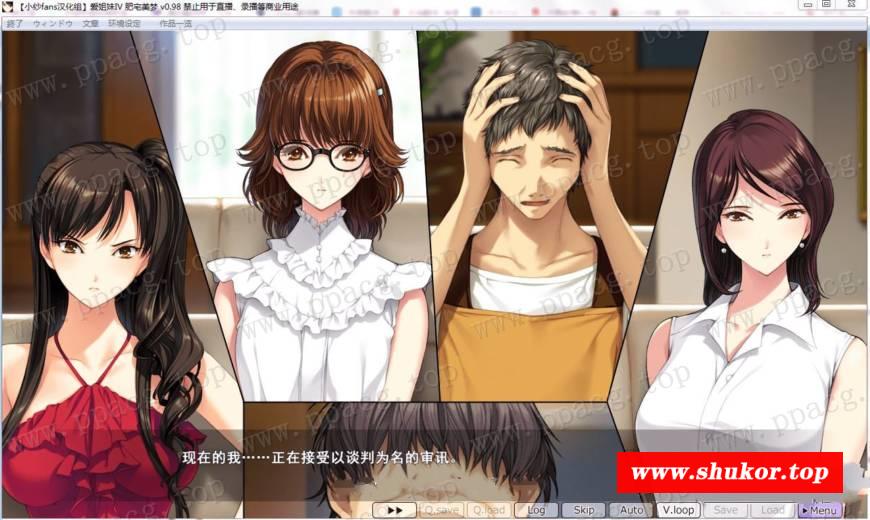 【小纱fans汉化组】爱姐妹IV 肥宅美梦 v0.98 禁止用于直播、录播等商业用途
終了 ウィンドウ 文章 環境設定 作品一覧
www.ppacg.top
现在的我……正在接受以谈判为名的审讯。
www.shukor.top
Q.save Q.load Log Skip Auto V.loop Save Load Menu